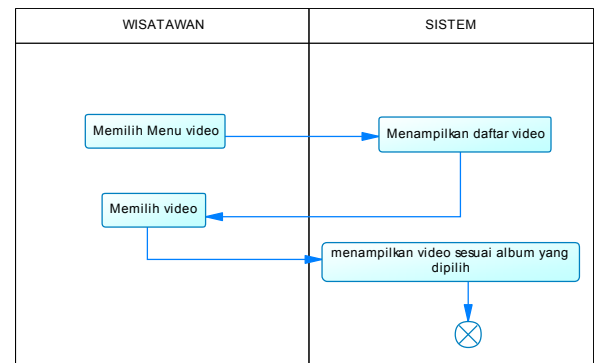 WISATAWAN
SISTEM
Memilih Menu video
Menampilkan daftar video
Memilih video
menampilkan video sesuai album yang
dipilih